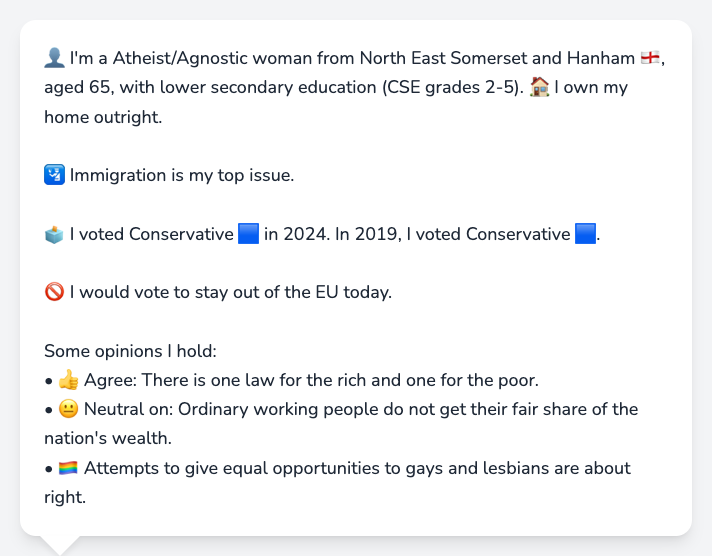 👤 I'm a Atheist/Agnostic woman from North East Somerset and Hanham 🏴󠁧󠁢󠁥󠁮󠁧󠁿,
aged 65, with lower secondary education (CSE grades 2-5). 🏠 I own my
home outright.
🛂 Immigration is my top issue.
🗳️ I voted Conservative 🟦 in 2024. In 2019, I voted Conservative 🟦.
🚫 I would vote to stay out of the EU today.
Some opinions I hold:
• 👍 Agree: There is one law for the rich and one for the poor.
• 😐 Neutral on: Ordinary working people do not get their fair share of the
nation's wealth.
• 🏳️‍🌈 Attempts to give equal opportunities to gays and lesbians are about
right.